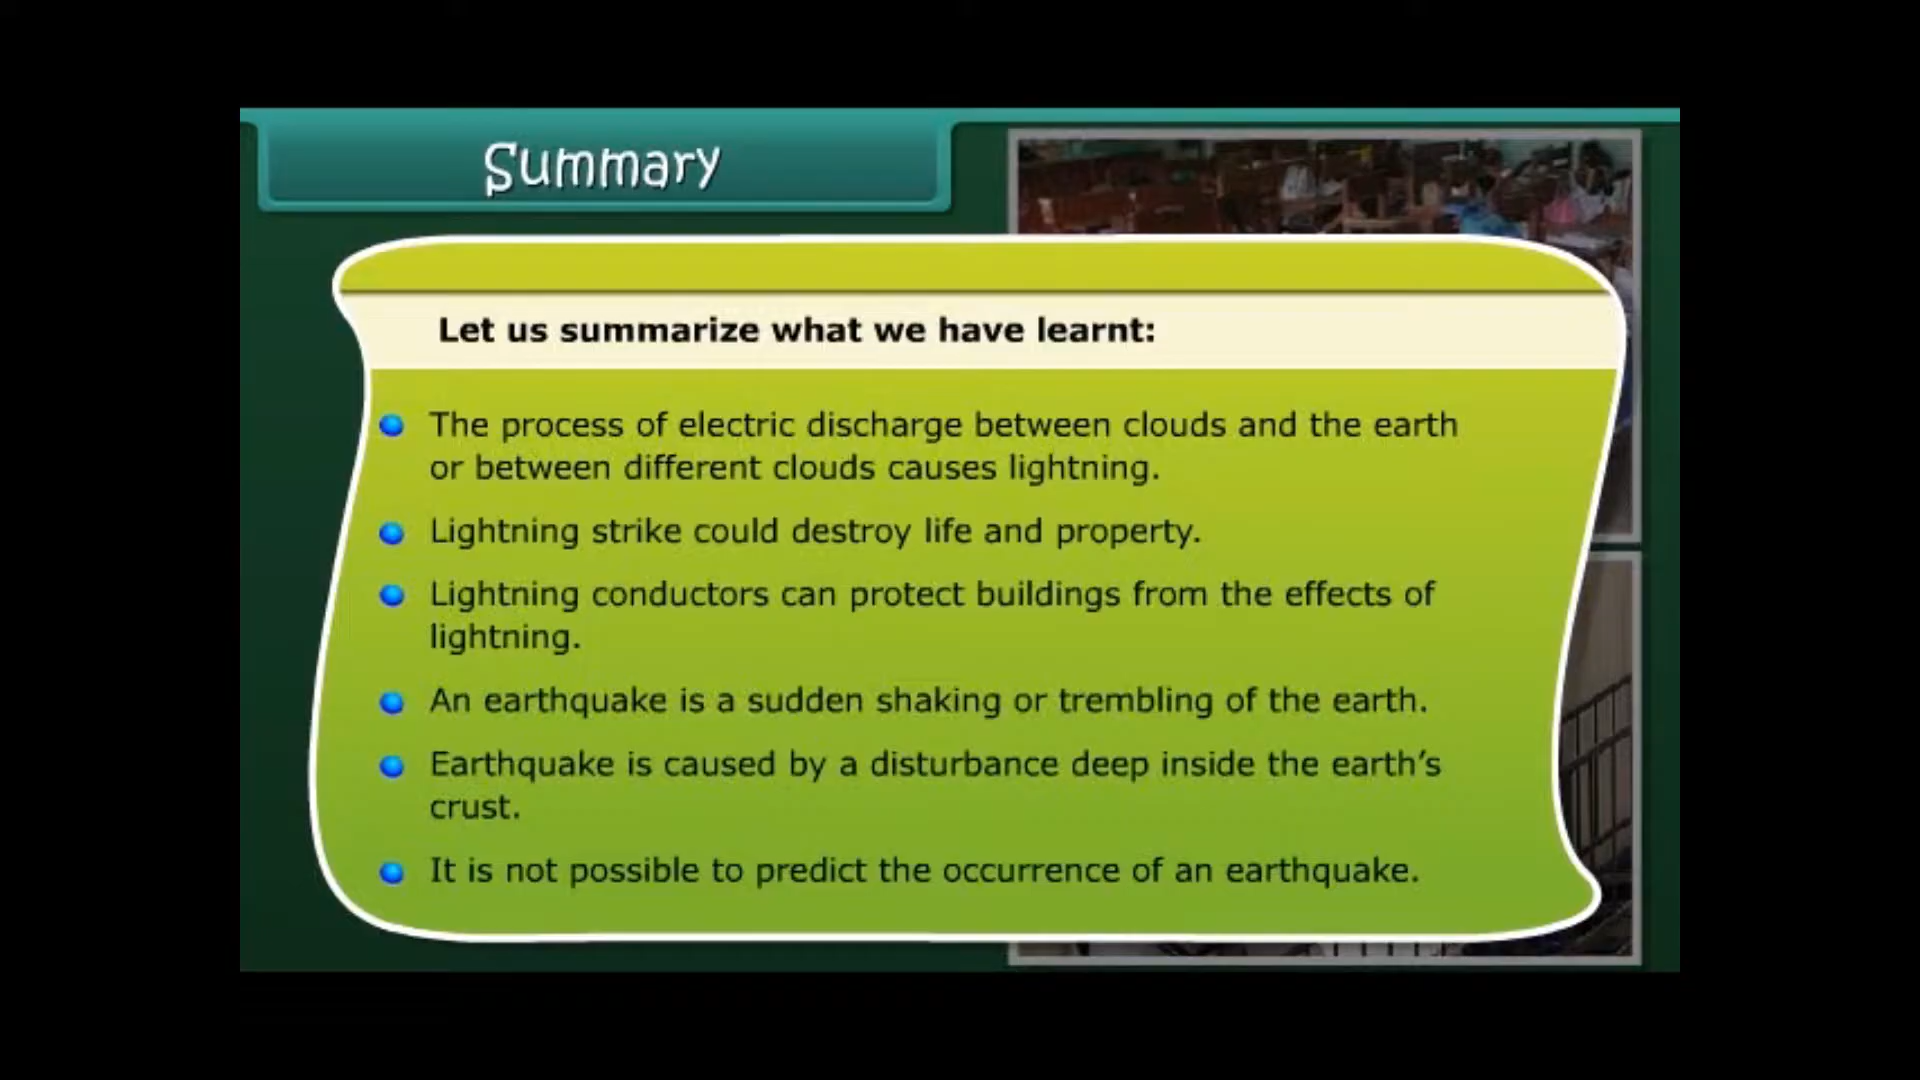 Summary
Let us summarize what we have learnt:
The process of electric discharge between clouds and the earth
or between different clouds causes lightning.
Lightning strike could destroy life and property.
Lightning conductors can protect buildings from the effects of
lightning.
An earthquake is a sudden shaking or trembling of the earth.
Earthquake is caused by a disturbance deep inside the earth’s
crust.
It is not possible to predict the occurrence of an earthquake.